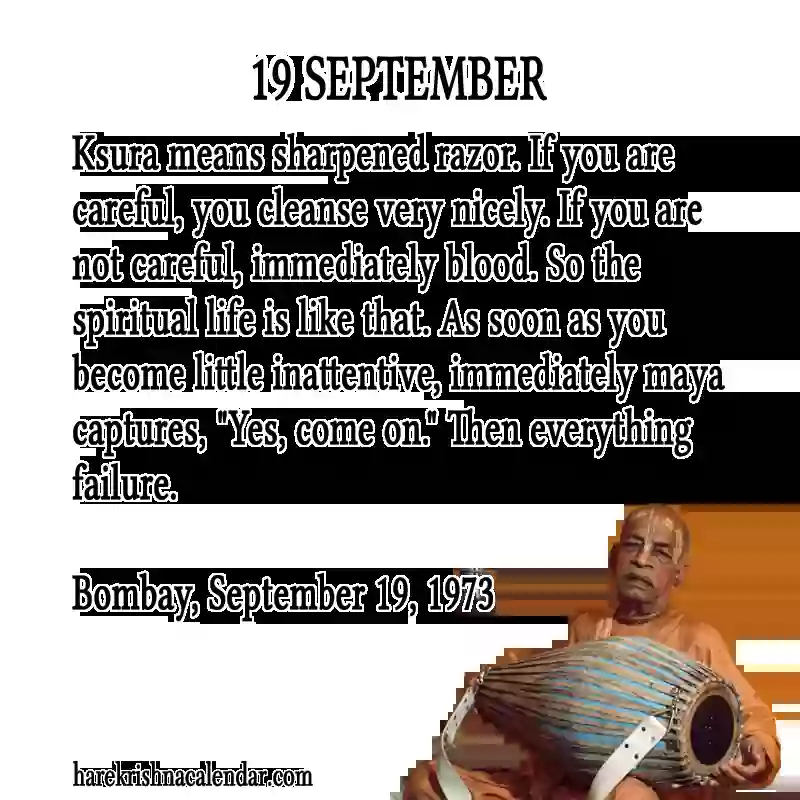 19 SEPTEMBER
Ksura means sharpened razor. If you are
careful, you cleanse very nicely. If you are
not careful, immediately blood. So the
spiritual life is like that. As soon as you
become little inattentive, immediately maya
captures, "Yes, come on." Then everything
failure.
Bombay, September 19, 1973
harekrishnacalendar.com